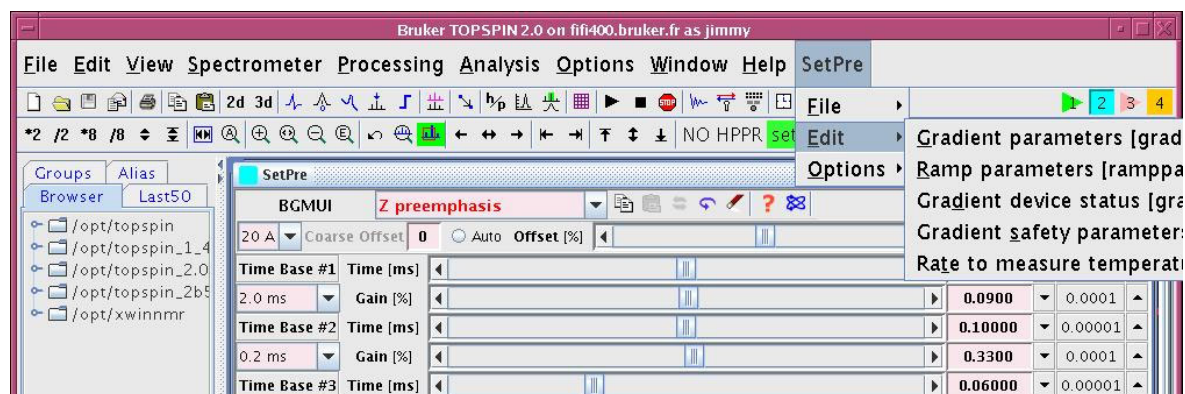 Bruker TOPSPIN 2.0 on fifi400.bruker.fr as jimmy
File Edit View Spectrometer Processing Analysis Options Window Help SetPre
2d 3d
File
1 2 3 4
*2 /2 *8 /8 NO HPPR set
Edit
Gradient parameters [grad
Groups Alias
SetPre
Options
Ramp parameters [ramppa
Browser Last50
BGMUI Z preemphasis
Gradient device status [gra
/opt/topspin
20 A Coarse Offset 0 Auto Offset [%]
Gradient safety parameters
/opt/topspin_1_4
Time Base #1 Time [ms]
Rate to measure temperatu
/opt/topspin_2.0
/opt/topspin_2b5
2.0 ms Gain [%] 0.0900 0.0001
/opt/xwinnmr
Time Base #2 Time [ms] 0.10000 0.00001
0.2 ms Gain [%] 0.3300 0.0001
Time Base #3 Time [ms] 0.06000 0.00001